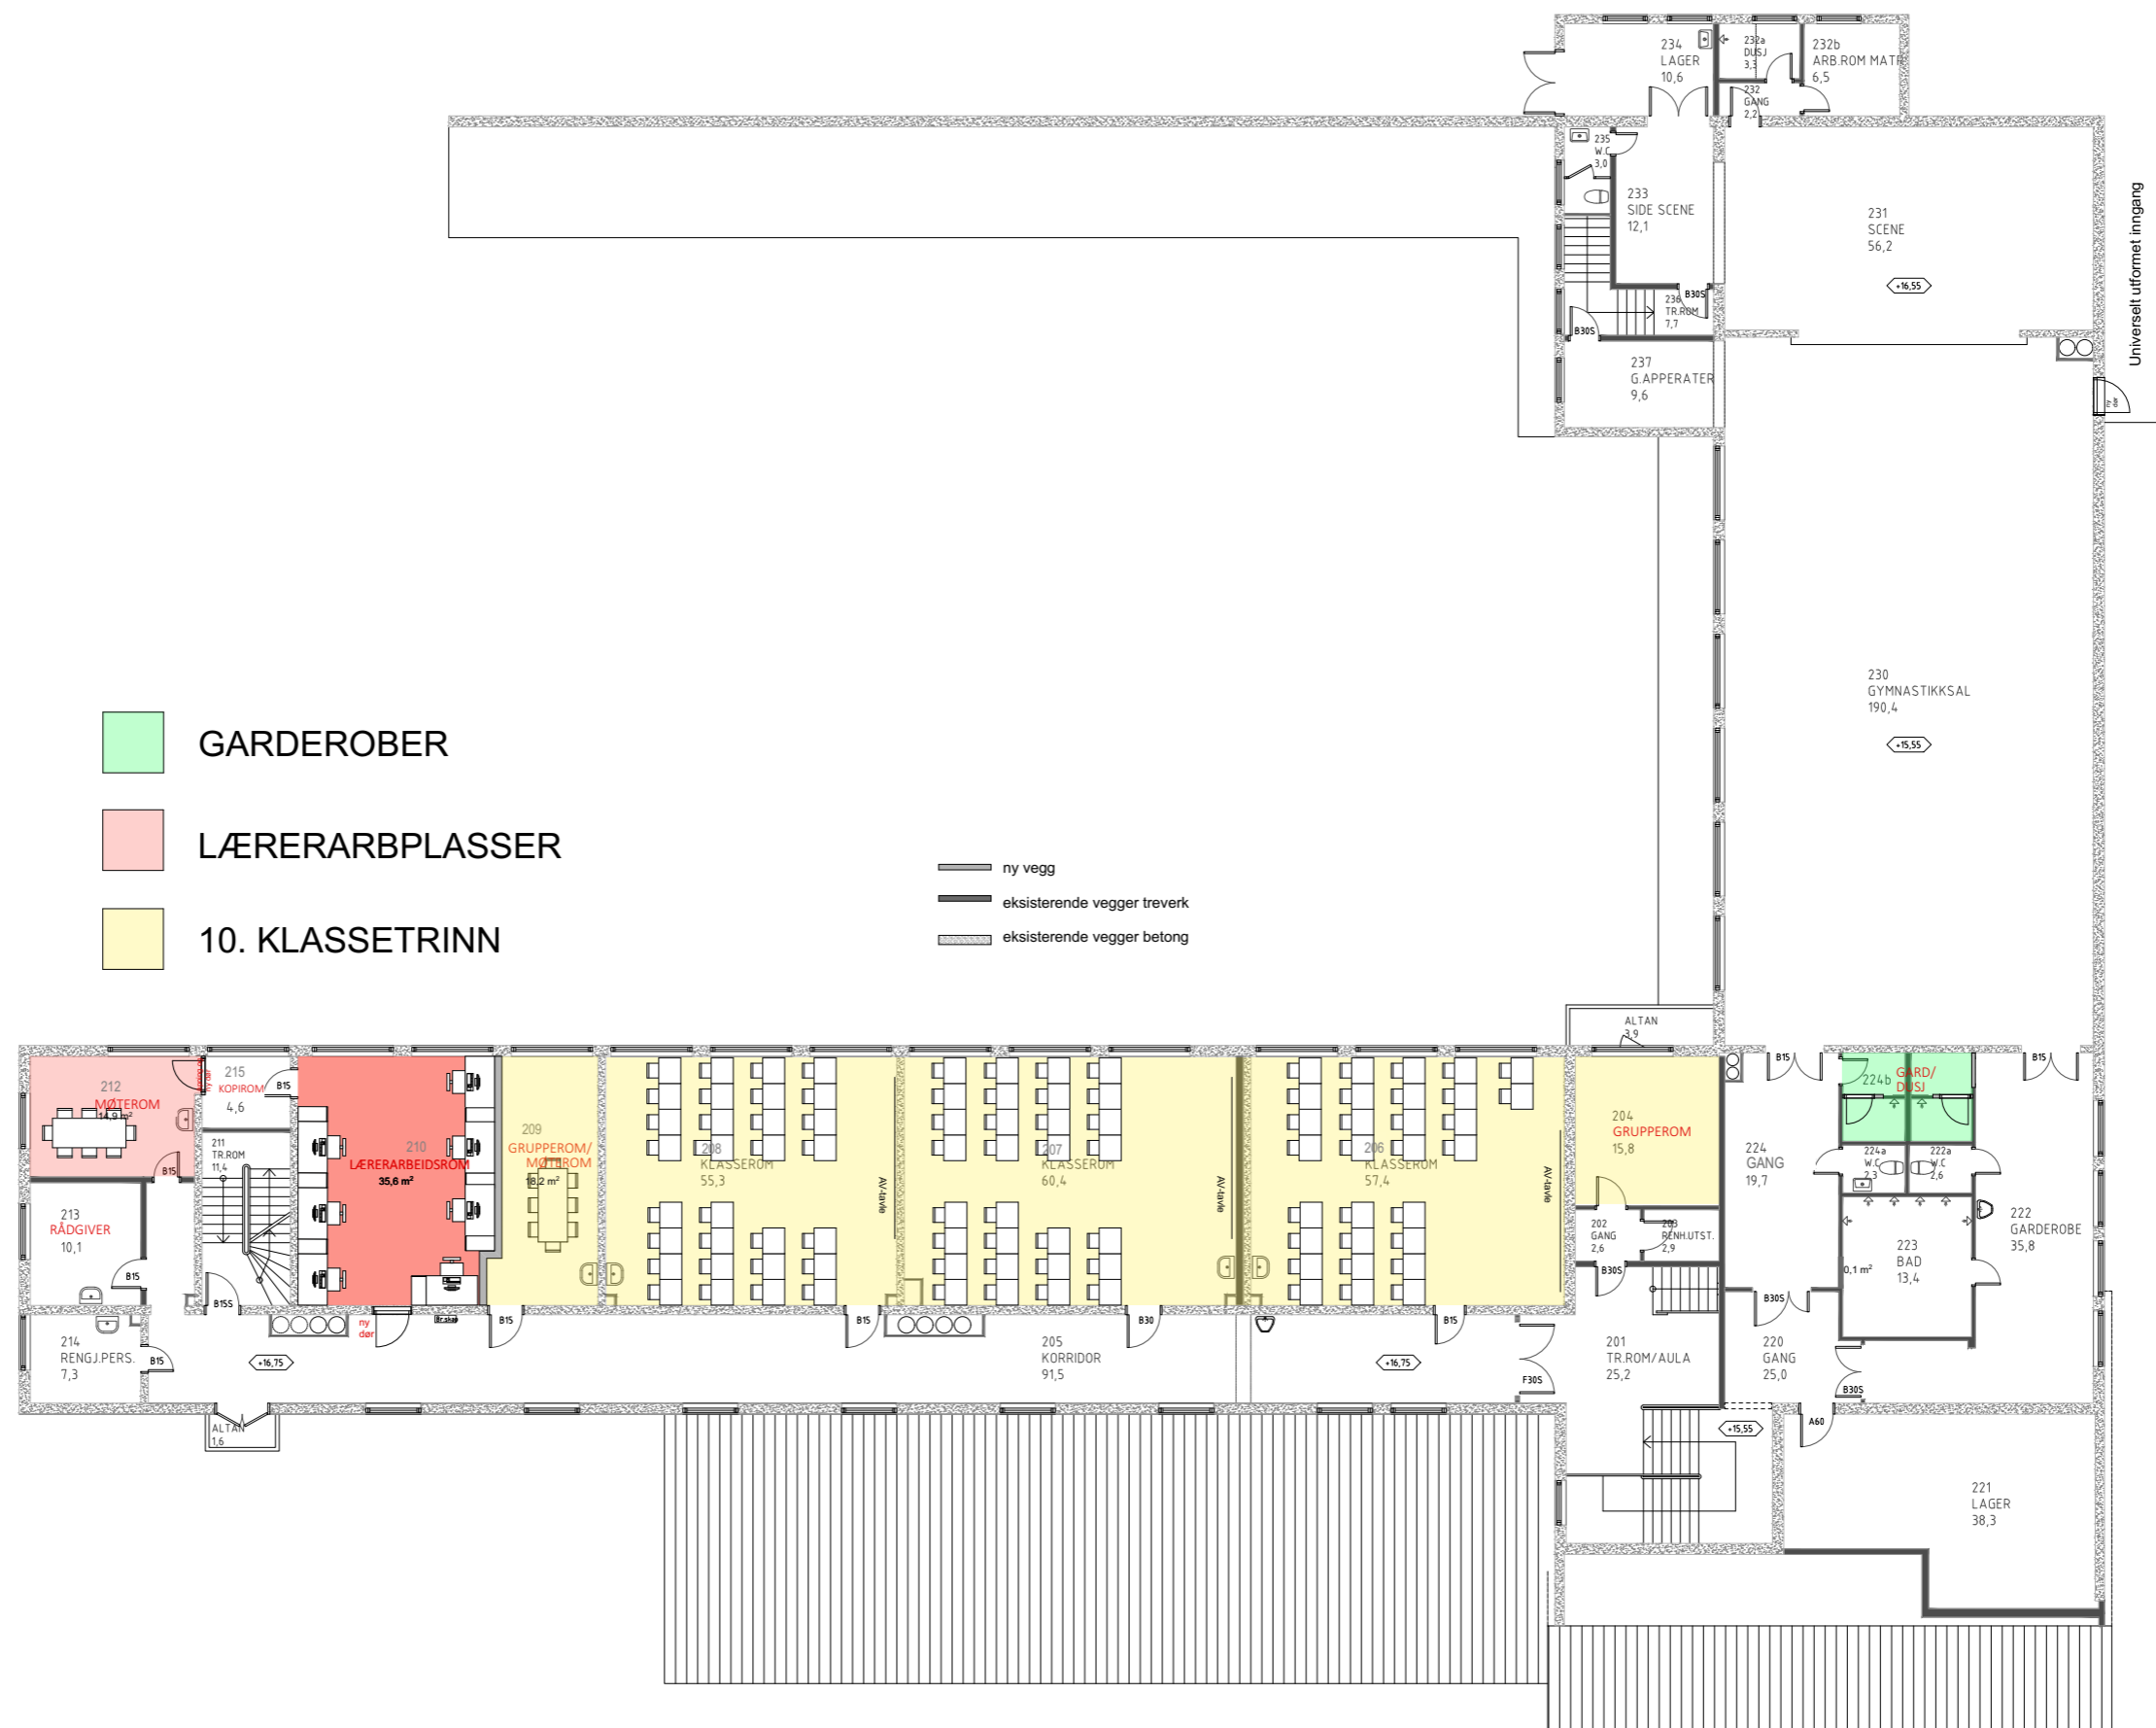 234
LAGER
10,6
232a
DUSJ
3,3
232b
ARB.ROM MATR
6,5
232
GANG
2,2
235
W.C
3,0
233
SIDE SCENE
12,1
231
SCENE
56,2
+16,55
Universelt utformet inngang
B30S
236
TR.ROM
7,7
B30S
237
G.APPERATER
9,6
ny
dør
230
GYMNASTIKKSAL
190,4
+15,55
GARDEROBER
LÆRERARBPLASSER
10. KLASSETRINN
ny vegg
eksisterende vegger treverk
eksisterende vegger betong
ALTAN
3,9
212
MØTEROM
14,9 m²
ny dør
215
KOPIROM
4,6
B15
211
TR.ROM
11,4
B15
210
LÆRERARBEIDSROM
35,6 m²
209
GRUPPEROM/
MØTEROM
18,2 m²
208
KLASSEROM
55,3
AV-tavle
207
KLASSEROM
60,4
AV-tavle
206
KLASSEROM
57,4
AV-tavle
204
GRUPPEROM
15,8
B15
224b
GARD/
DUSJ
B15
224
GANG
19,7
224a
W.C
2,3
222a
W.C
2,6
222
GARDEROBE
35,8
223
BAD
13,4
0,1 m²
202
GANG
2,6
203
RENH.UTST.
2,9
B30S
213
RÅDGIVER
10,1
B15
B15S
214
RENGJ.PERS.
7,3
B15
+16,75
ny
dør
Br.skap
B15
B15
205
KORRIDOR
91,5
B30
+16,75
B15
F30S
201
TR.ROM/AULA
25,2
B30S
220
GANG
25,0
B30S
ALTAN
1,6
+15,55
A60
221
LAGER
38,3